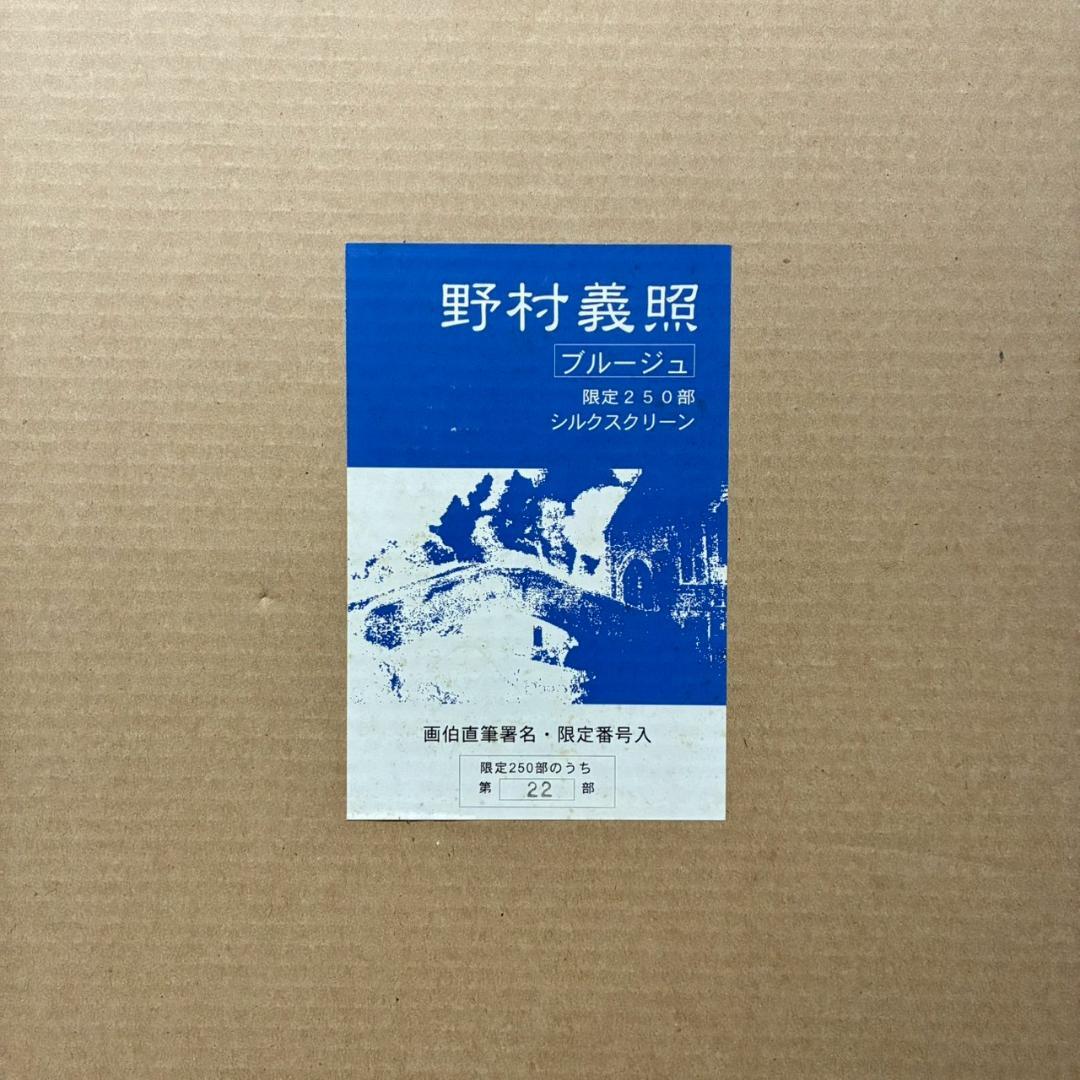 野村義照
ブルージュ
限定２５０部
シルクスクリーン
画伯直筆署名・限定番号入
限定250部のうち
第 22 部